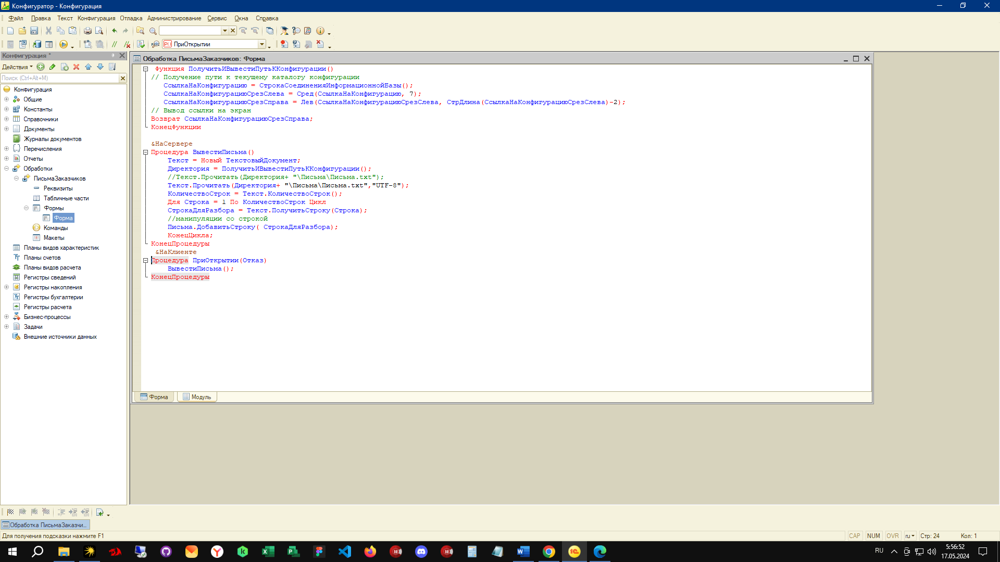 Конфигуратор - Конфигурация
Файл Правка Текст Конфигурация Отладка Администрирование Сервис Окна Справка
ПриОткрытии
Конфигурация *
Действия
Поиск (Ctrl+Alt+M)
Конфигурация
Общие
Константы
Справочники
Документы
Журналы документов
Перечисления
Отчеты
Обработки
ПисьмаЗаказчиков
Реквизиты
Табличные части
Формы
Форма
Команды
Макеты
Планы видов характеристик
Планы счетов
Планы видов расчета
Регистры сведений
Регистры накопления
Регистры бухгалтерии
Регистры расчета
Бизнес-процессы
Задачи
Внешние источники данных
Обработка ПисьмаЗаказчиков: Форма
Функция ПолучитьИВывестиПутьККонфигурации()
// Получение пути к текущему каталогу конфигурации
СсылкаНаКонфигурацию = СтрокаСоединенияИнформационнойБазы();
СсылкаНаКонфигурациюСрезСлева = Сред(СсылкаНаКонфигурацию, 7);
СсылкаНаКонфигурациюСрезСправа = Лев(СсылкаНаКонфигурациюСрезСлева, СтрДлина(СсылкаНаКонфигурациюСрезСлева)-2);
// Вывод ссылки на экран
Возврат СсылкаНаКонфигурациюСрезСправа;
КонецФункции
&НаСервере
Процедура ВывестиПисьма()
Текст = Новый ТекстовыйДокумент;
Директория = ПолучитьИВывестиПутьККонфигурации();
//Текст.Прочитать(Директория+ "\Письма\Письма.txt");
Текст.Прочитать(Директория+ "\Письма\Письма.txt","UTF-8");
КоличествоСтрок = Текст.КоличествоСтрок();
Для Строка = 1 По КоличествоСтрок Цикл
СтрокаДляРазбора = Текст.ПолучитьСтроку(Строка);
//манипуляции со строкой
Письма.ДобавитьСтроку( СтрокаДляРазбора);
КонецЦикла;
КонецПроцедуры
&НаКлиенте
Процедура ПриОткрытии(Отказ)
ВывестиПисьма();
КонецПроцедуры
Форма Модуль
Обработка ПисьмаЗаказчи...
Для получения подсказки нажмите F1
CAP NUM OVR ru Стр: 24 Кол: 1
RU
5:56:52
17.05.2024